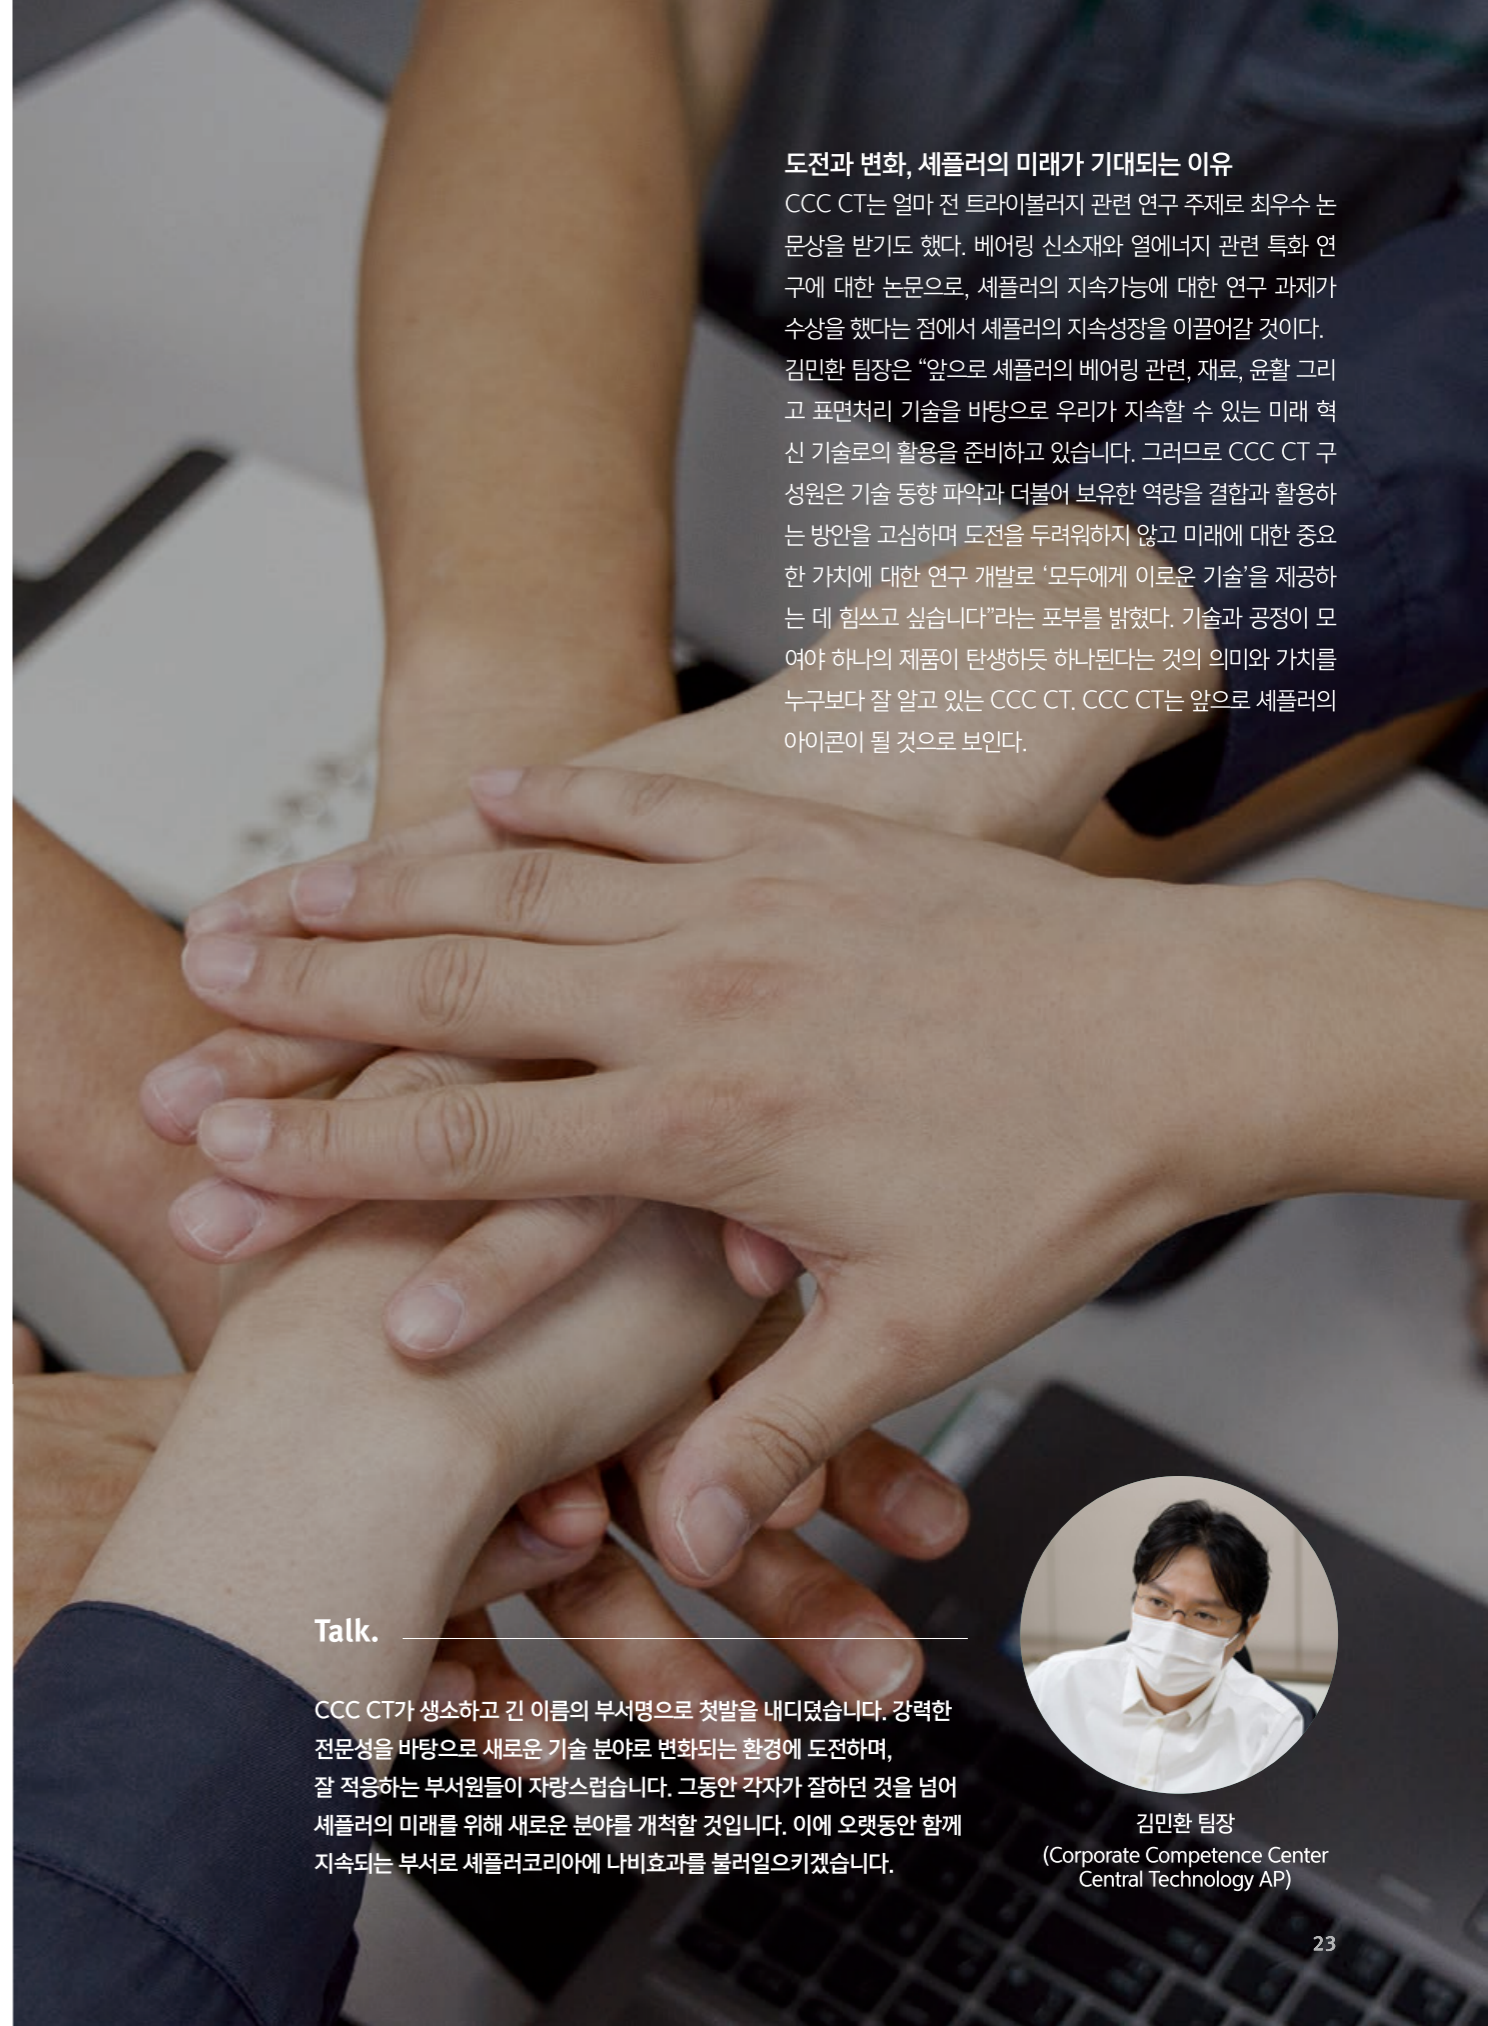 도전과 변화, 셰플러의 미래가 기대되는 이유
CCC CT는 얼마 전 트라이볼러지 관련 연구 주제로 최우수 논
문상을 받기도 했다. 베어링 신소재와 열에너지 관련 특화 연
구에 대한 논문으로, 셰플러의 지속가능에 대한 연구 과제가
수상을 했다는 점에서 셰플러의 지속성장을 이끌어갈 것이다.
김민환 팀장은 “앞으로 셰플러의 베어링 관련, 재료, 윤활 그리
고 표면처리 기술을 바탕으로 우리가 지속할 수 있는 미래 혁
신 기술로의 활용을 준비하고 있습니다. 그러므로 CCC CT 구
성원은 기술 동향 파악과 더불어 보유한 역량을 결합과 활용하
는 방안을 고심하며 도전을 두려워하지 않고 미래에 대한 중요
한 가치에 대한 연구 개발로 ‘모두에게 이로운 기술’을 제공하
는 데 힘쓰고 싶습니다”라는 포부를 밝혔다. 기술과 공정이 모
여야 하나의 제품이 탄생하듯 하나된다는 것의 의미와 가치를
누구보다 잘 알고 있는 CCC CT. CCC CT는 앞으로 셰플러의
아이콘이 될 것으로 보인다.
Talk.
CCC CT가 생소하고 긴 이름의 부서명으로 첫발을 내디뎠습니다. 강력한
전문성을 바탕으로 새로운 기술 분야로 변화되는 환경에 도전하며,
잘 적응하는 부서원들이 자랑스럽습니다. 그동안 각자가 잘하던 것을 넘어
셰플러의 미래를 위해 새로운 분야를 개척할 것입니다. 이에 오랫동안 함께
지속되는 부서로 셰플러코리아에 나비효과를 불러일으키겠습니다.
김민환 팀장
(Corporate Competence Center
Central Technology AP)
23